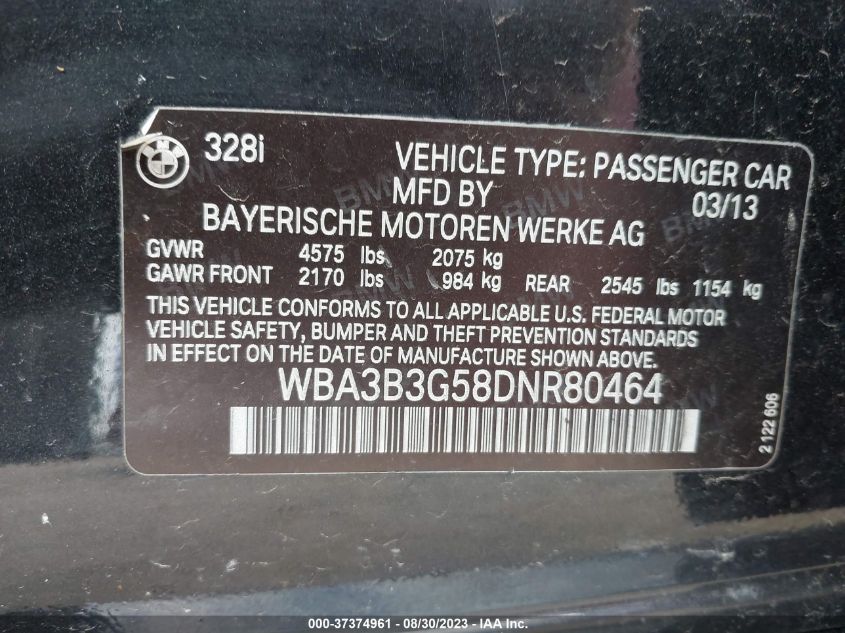 BMW 328i VEHICLE TYPE: PASSENGER CAR
MFD BY 03/13
BAYERISCHE MOTOREN WERKE AG
GVWR 4575 lbs 2075 kg
GAWR FRONT 2170 lbs 984 kg REAR 2545 lbs 1154 kg
THIS VEHICLE CONFORMS TO ALL APPLICABLE U.S. FEDERAL MOTOR
VEHICLE SAFETY, BUMPER AND THEFT PREVENTION STANDARDS
IN EFFECT ON THE DATE OF MANUFACTURE SHOWN ABOVE.
WBA3B3G58DNR80464
2 122 606
000-37374961 - 08/30/2023 - IAA, Inc.